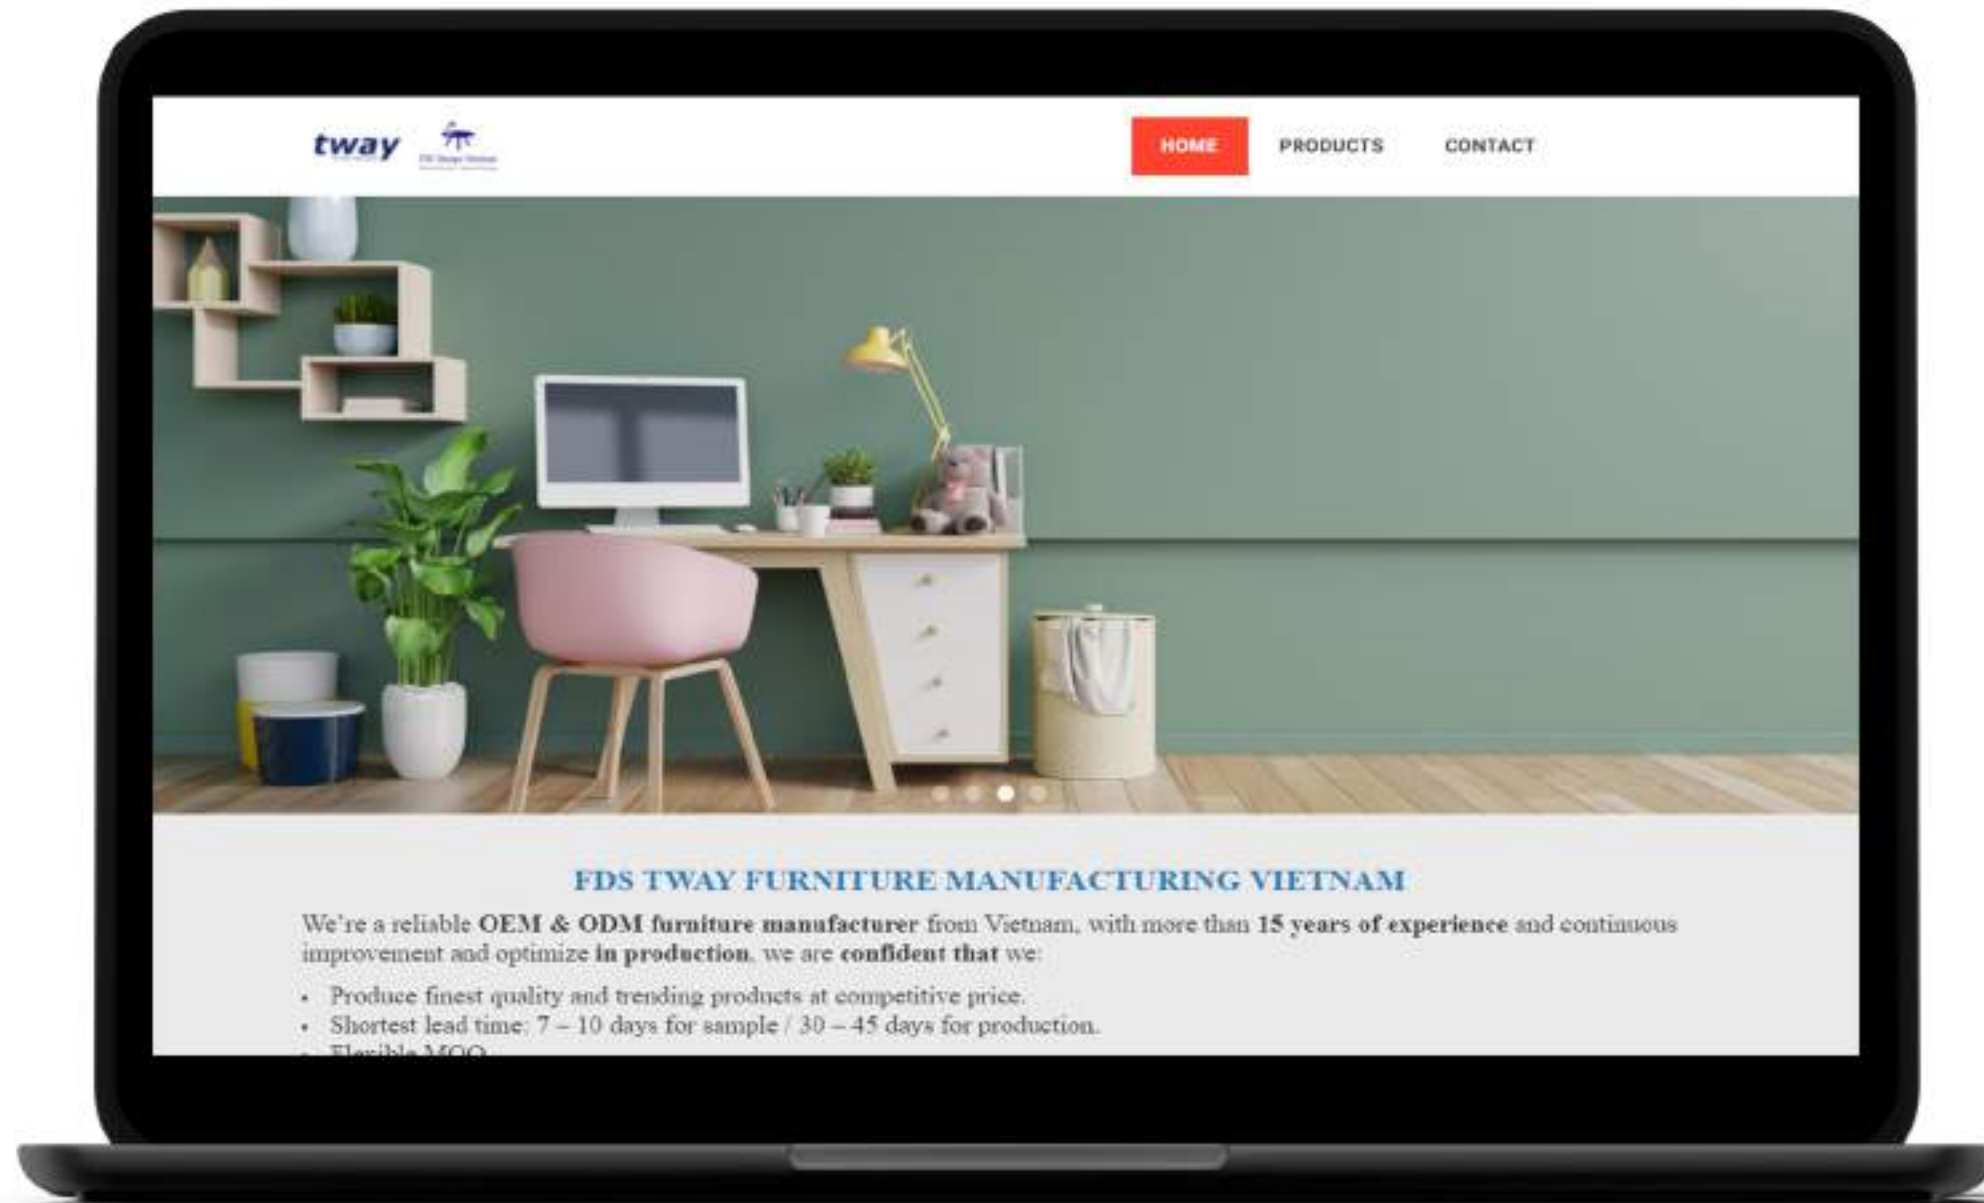 tway
HOME PRODUCTS CONTACT
FDS TWAY FURNITURE MANUFACTURING VIETNAM
We're a reliable OEM & ODM furniture manufacturer from Vietnam, with more than 15 years of experience and continuous
improvement and optimize in production, we are confident that we:
• Produce finest quality and trending products at competitive price.
• Shortest lead time: 7 – 10 days for sample / 30 – 45 days for production.
• Flexible MOQ